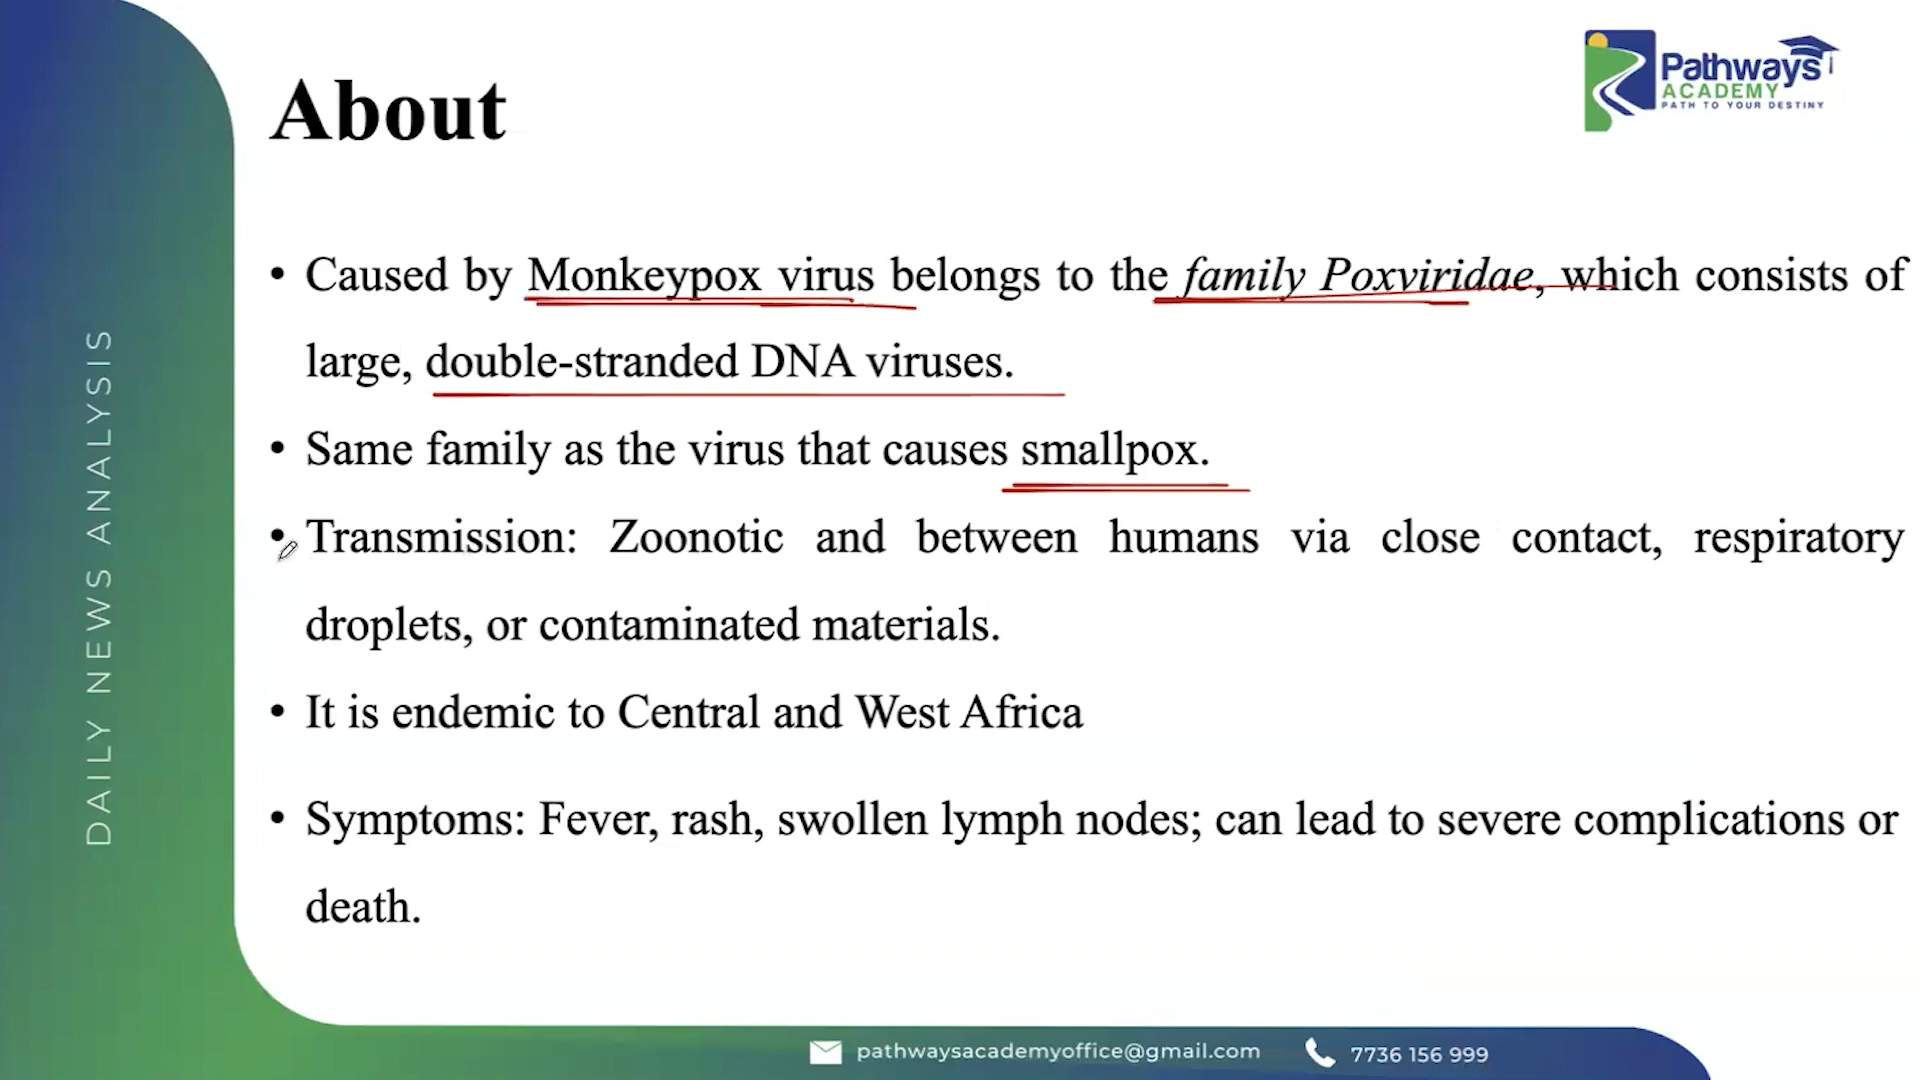 Pathways
ACADEMY
PATH TO YOUR DESTINY
About
• Caused by Monkeypox virus belongs to the family Poxviridae, which consists of
large, double-stranded DNA viruses.
• Same family as the virus that causes smallpox.
• Transmission: Zoonotic and between humans via close contact, respiratory
droplets, or contaminated materials.
• It is endemic to Central and West Africa
• Symptoms: Fever, rash, swollen lymph nodes; can lead to severe complications or
death.
DAILY NEWS ANALYSIS
pathwaysacademyoffice@gmail.com
7736 156 999